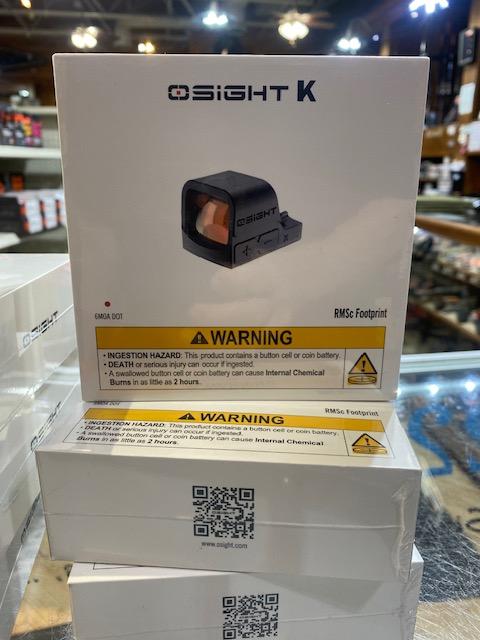 OSIGHT K
OSIGHT
6MOA DOT
RMSc Footprint
WARNING
• INGESTION HAZARD: This product contains a button cell or coin battery.
• DEATH or serious injury can occur if ingested.
• A swallowed button cell or coin battery can cause Internal Chemical
Burns in as little as 2 hours.
OSIGHT
6MOA DOT
RMSc Footprint
WARNING
• INGESTION HAZARD: This product contains a button cell or coin battery.
• DEATH or serious injury can occur if ingested.
• A swallowed button cell or coin battery can cause Internal Chemical
Burns in as little as 2 hours.
www.osight.com
OSIGHT